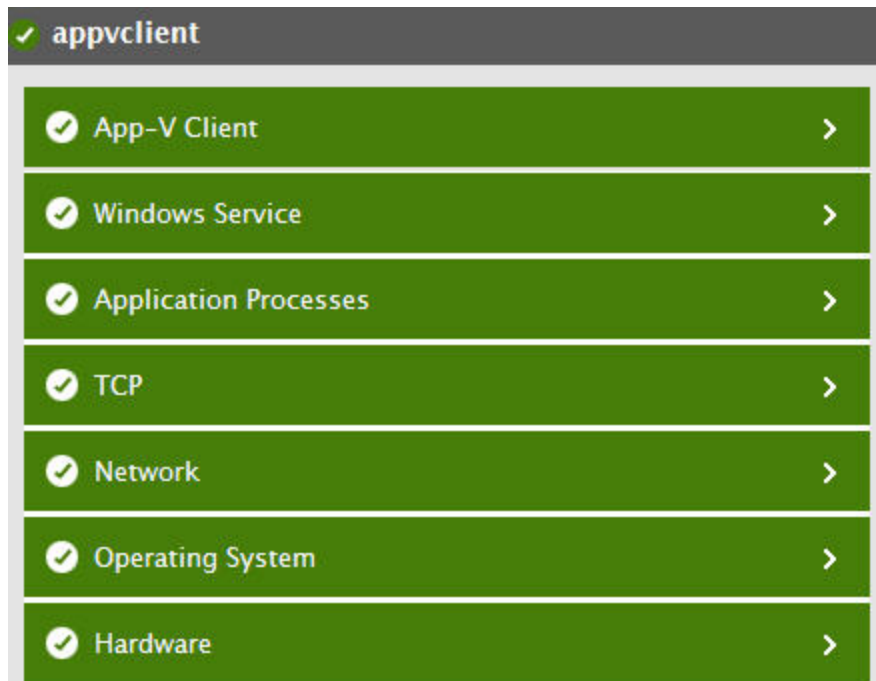 appvclient
App-V Client
Windows Service
Application Processes
TCP
Network
Operating System
Hardware